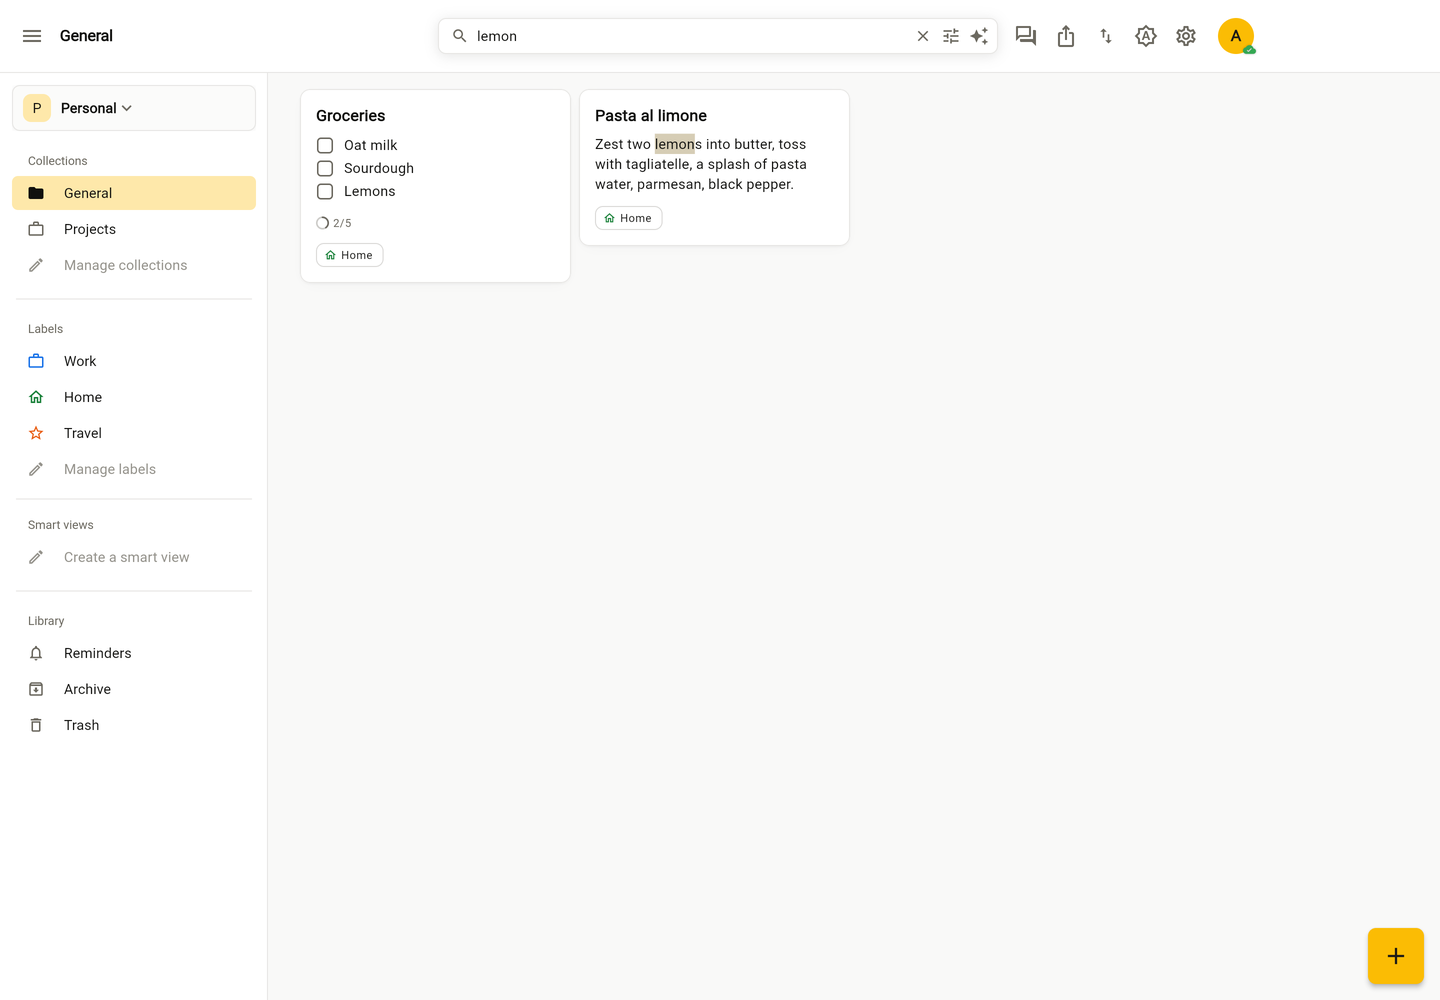 General
lemon
A
P Personal
Collections
General
Projects
Manage collections
Labels
Work
Home
Travel
Manage labels
Smart views
Create a smart view
Library
Reminders
Archive
Trash
Groceries
Oat milk
Sourdough
Lemons
2/5
Home
Pasta al limone
Zest two lemons into butter, toss
with tagliatelle, a splash of pasta
water, parmesan, black pepper.
Home